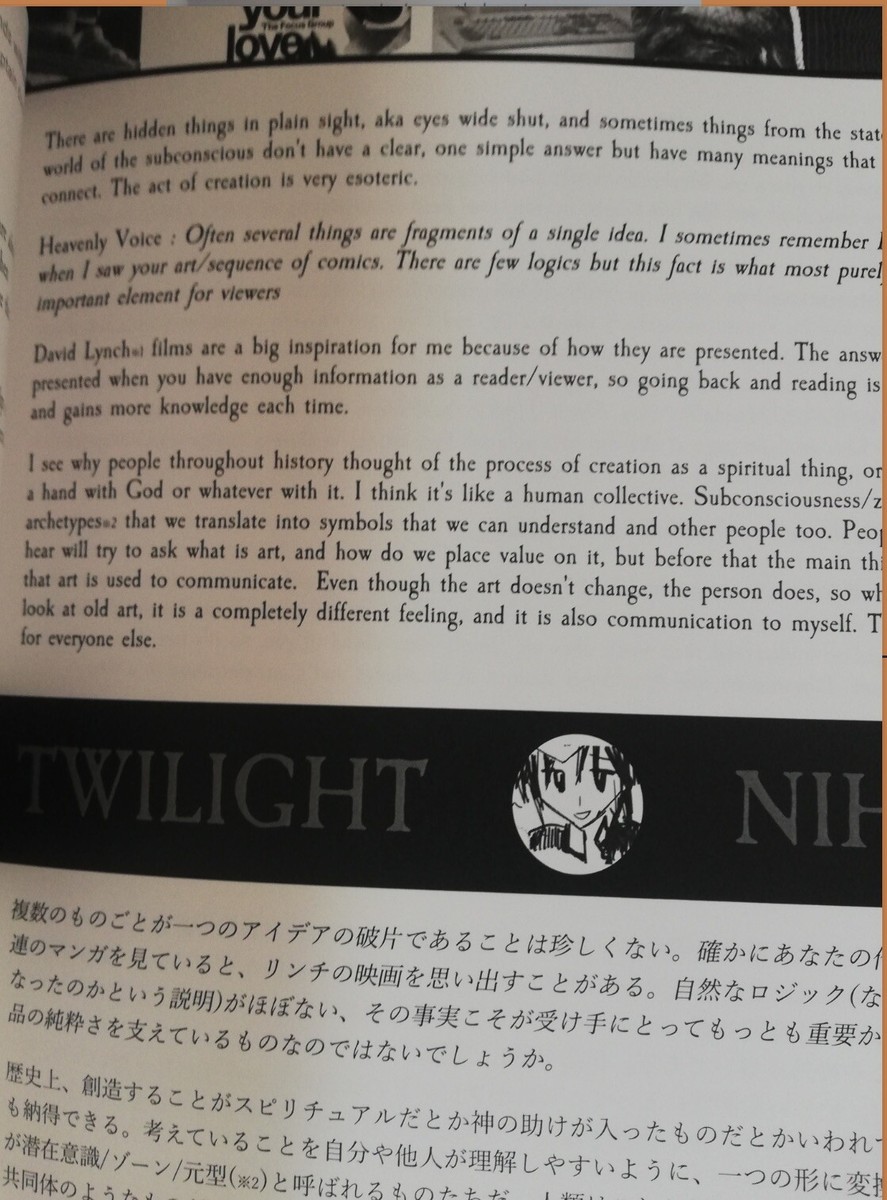 your
The Focus Group
love
There are hidden things in plain sight, aka eyes wide shut, and sometimes things from the stat
world of the subconscious don't have a clear, one simple answer but have many meanings that
connect. The act of creation is very esoteric.
Heavenly Voice : Often several things are fragments of a single idea. I sometimes remember
when I saw your art/sequence of comics. There are few logics but this fact is what most purel
important element for viewers
David Lynch※1 films are a big inspiration for me because of how they are presented. The answ
presented when you have enough information as a reader/viewer, so going back and reading is
and gains more knowledge each time.
I see why people throughout history thought of the process of creation as a spiritual thing, or
a hand with God or whatever with it. I think it's like a human collective. Subconsciousness/z
archetypes※2 that we translate into symbols that we can understand and other people too. Peop
hear will try to ask what is art, and how do we place value on it, but before that the main thi
that art is used to communicate. Even though the art doesn't change, the person does, so wh
look at old art, it is a completely different feeling, and it is also communication to myself. T
for everyone else.
TWILIGHT NIH
複数のものごとが一つのアイデアの破片であることは珍しくない。確かにあなたの作
連のマンガを見ていると、リンチの映画を思い出すことがある。自然なロジック(な
なったのかという説明)がほぼない、その事実こそが受け手にとってもっとも重要か
品の純粋さを支えているものなのではないでしょうか。
歴史上、創造することがスピリチュアルだとか神の助けが入ったものだとかいわれ
も納得できる。考えていることを自分や他人が理解しやすいように、一つの形に変換
が潜在意識/ゾーン/元型(※2)と呼ばれるものたちだ。人類は
共同体のようなもの